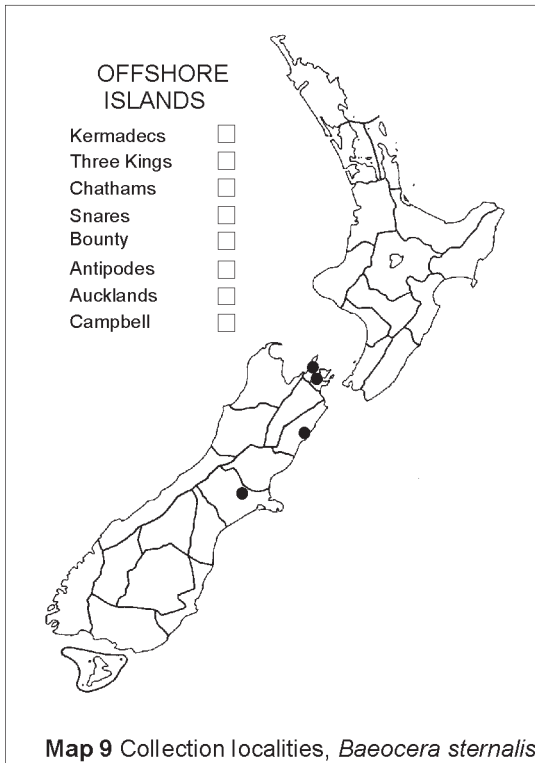 OFFSHORE
ISLANDS
Kermadecs
Three Kings
Chathams
Snares
Bounty
Antipodes
Aucklands
Campbell
Map 9 Collection localities, Baeocera sternalis